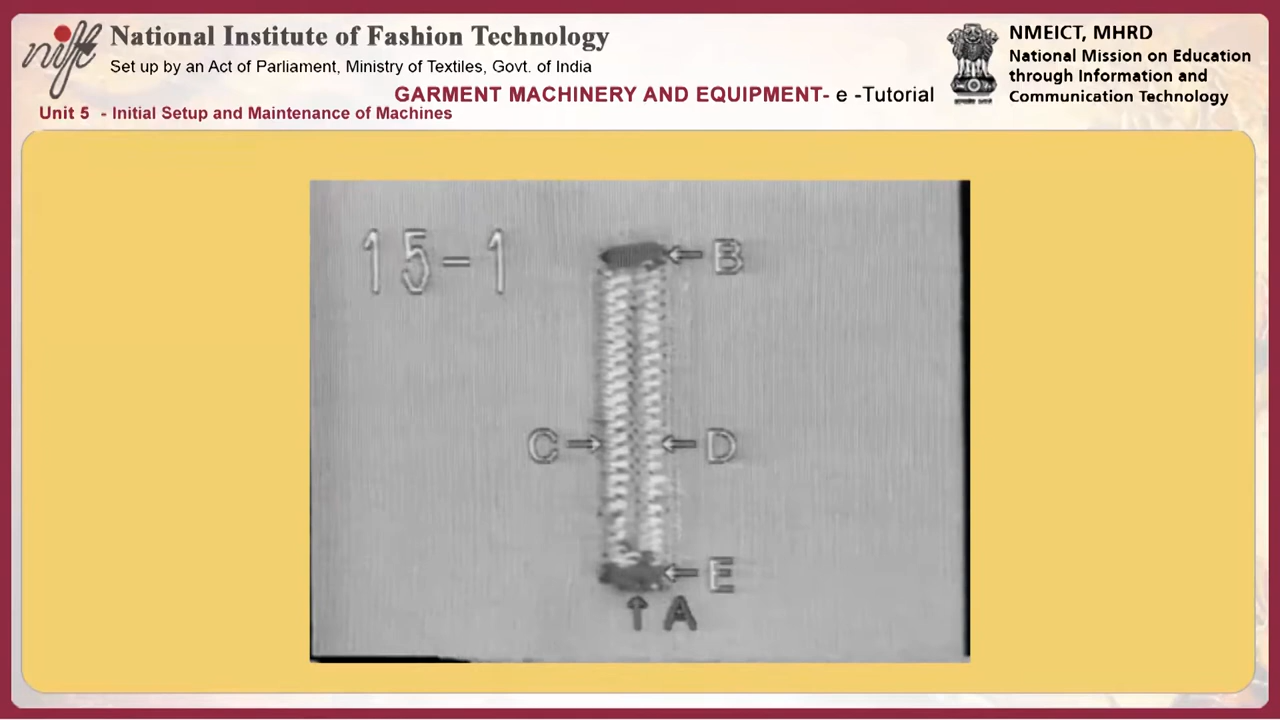 nift
National Institute of Fashion Technology
Set up by an Act of Parliament, Ministry of Textiles, Govt. of India
GARMENT MACHINERY AND EQUIPMENT- e -Tutorial
Unit 5 - Initial Setup and Maintenance of Machines
NMEICT, MHRD
National Mission on Education
through Information and
Communication Technology
15-1
B
C
D
E
A